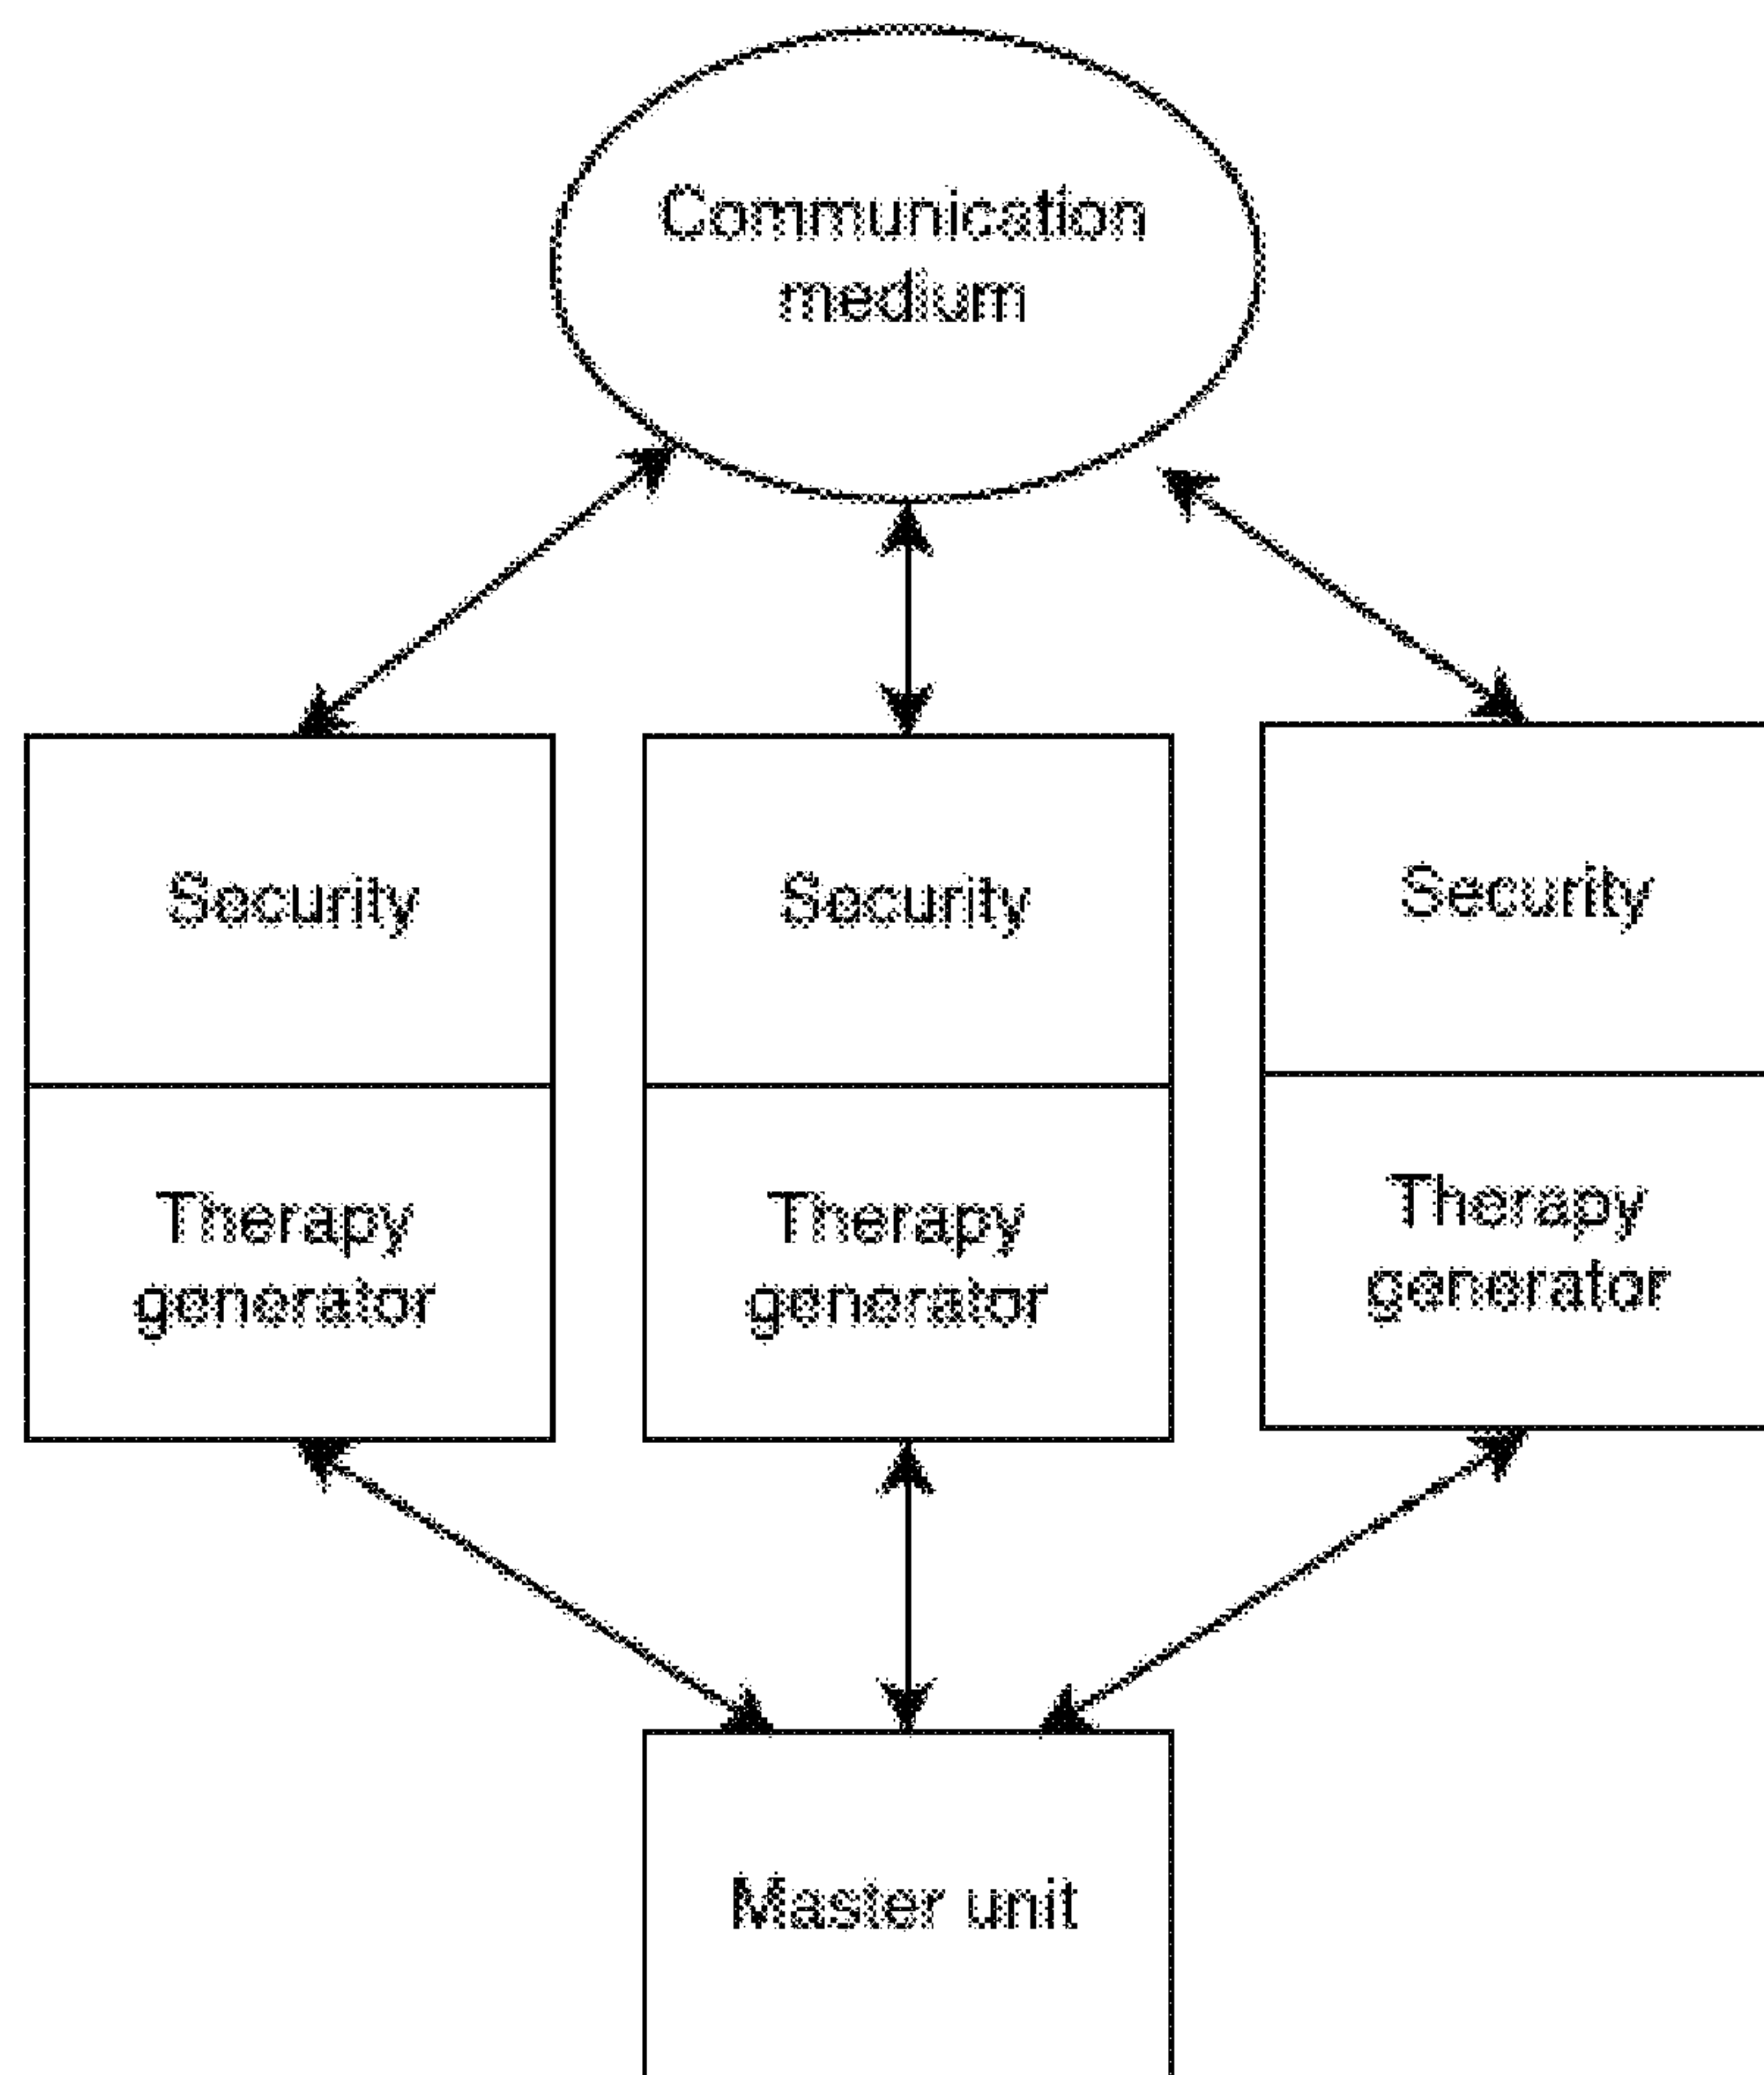 Communication
medium
Security
Security
Security
Therapy
generator
Therapy
generator
Therapy
generator
Master unit